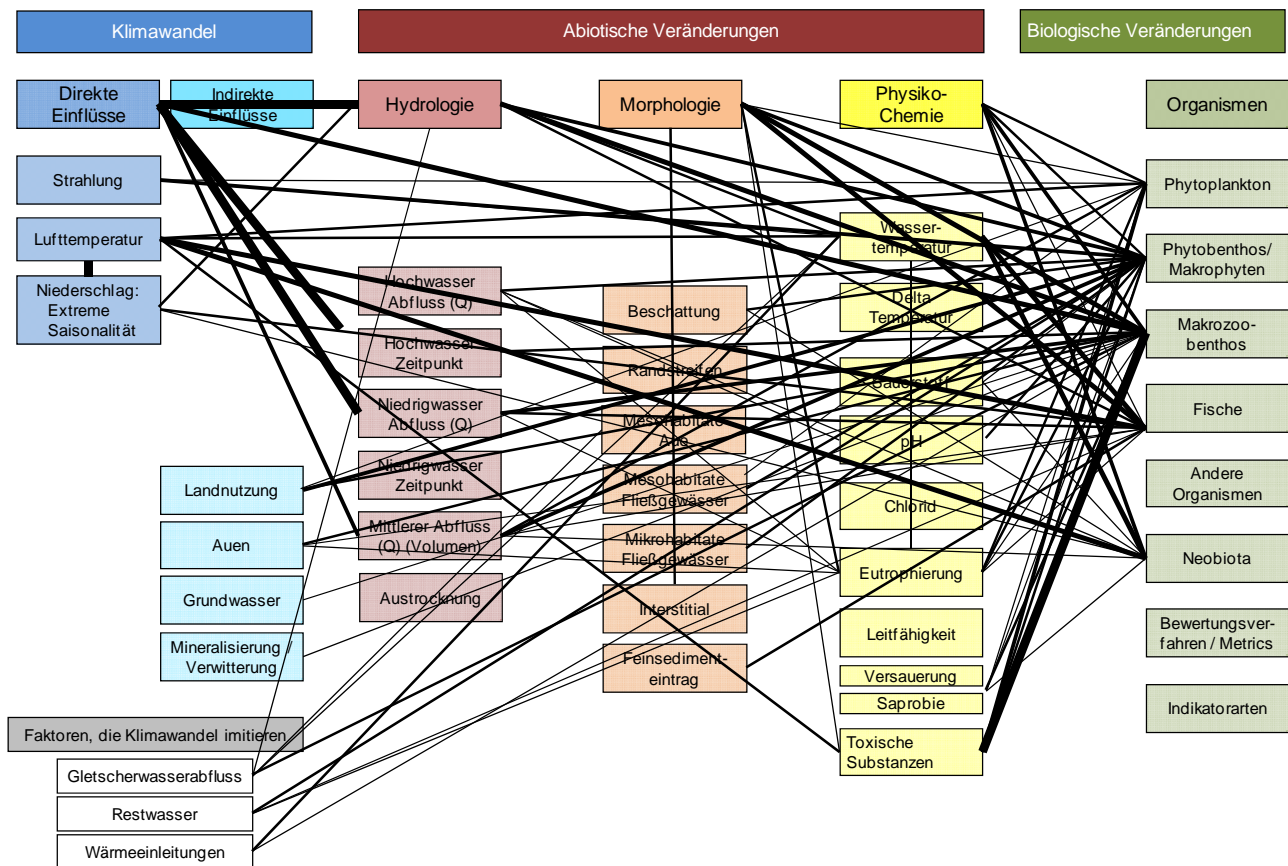 Klimawandel
Abiotische Veränderungen
Biologische Veränderungen
Direkte
Einflüsse
Indirekte
Einflüsse
Hydrologie
Morphologie
Physiko-
Chemie
Organismen
Strahlung
Lufttemperatur
Niederschlag:
Extreme
Saisonalität
Landnutzung
Auen
Grundwasser
Mineralisierung /
Verwitterung
Faktoren, die Klimawandel imitieren
Gletscherwasserabfluss
Restwasser
Wärmeeinleitungen
Hochwasser
Abfluss (Q)
Hochwasser
Zeitpunkt
Niedrigwasser
Abfluss (Q)
Niedrigwasser
Zeitpunkt
Mittlerer Abfluss
(Q) (Volumen)
Austrocknung
Beschattung
Randstreifen
Mesohabitate
Aue
Mesohabitate
Fließgewässer
Mikrohabitate
Fließgewässer
Interstitial
Feinsediment-
eintrag
Wasser-
temperatur
Delta
Temperatur
Sauerstoff
pH
Chlorid
Eutrophierung
Leitfähigkeit
Versauerung
Saprobie
Toxische
Substanzen
Phytoplankton
Phytobenthos/
Makrophyten
Makrozoo-
benthos
Fische
Andere
Organismen
Neobiota
Bewertungsver-
fahren / Metrics
Indikatorarten